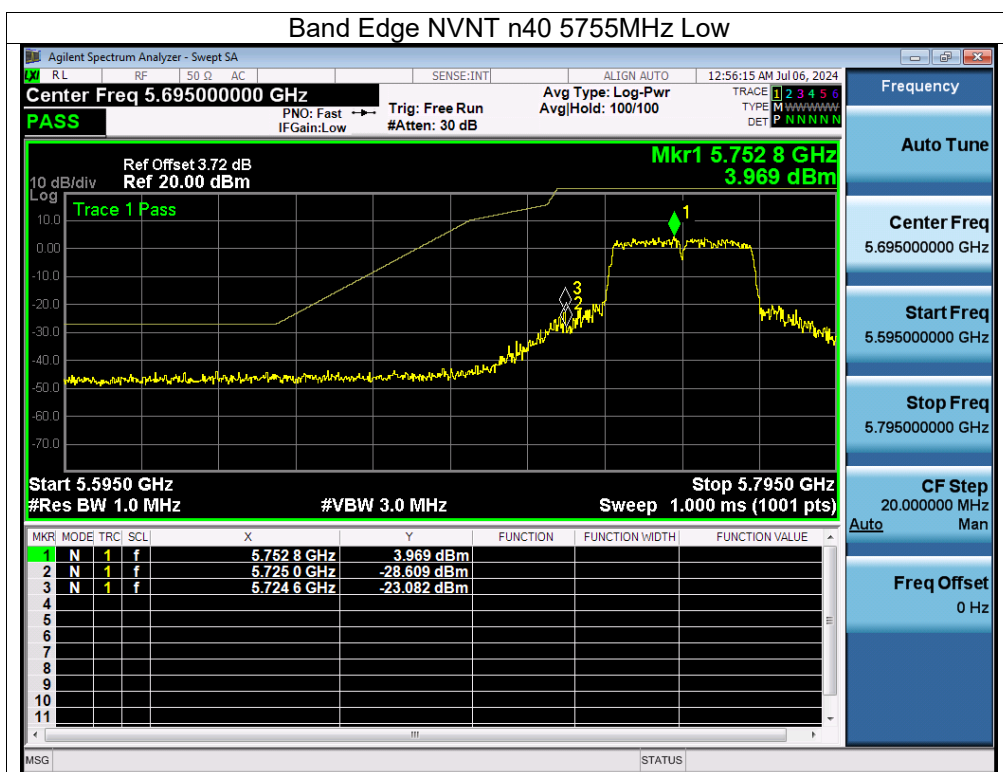 Band Edge NVNT n40 5755MHz Low
Agilent Spectrum Analyzer - Swept SA
LXI RL RF 50 Ω AC SENSE:INT ALIGN AUTO 12:56:15 AM Jul 06, 2024
Center Freq 5.695000000 GHz
PASS
PNO: Fast
IFGain:Low
Trig: Free Run
#Atten: 30 dB
Avg Type: Log-Pwr
Avg|Hold: 100/100
TRACE 1 2 3 4 5 6
TYPE M WWWWW
DET P N N N N N
Mkr1 5.752 8 GHz
3.969 dBm
Ref Offset 3.72 dB
10 dB/div Ref 20.00 dBm
Log
Trace 1 Pass
10.0
0.00
-10.0
-20.0
-30.0
-40.0
-50.0
-60.0
-70.0
1
3
2
Start 5.5950 GHz Stop 5.7950 GHz
#Res BW 1.0 MHz #VBW 3.0 MHz Sweep 1.000 ms (1001 pts)
MKR MODE TRC SCL X Y FUNCTION FUNCTION WIDTH FUNCTION VALUE
1 N 1 f 5.752 8 GHz 3.969 dBm
2 N 1 f 5.725 0 GHz -28.609 dBm
3 N 1 f 5.724 6 GHz -23.082 dBm
4
5
6
7
8
9
10
11
MSG STATUS
Frequency
Auto Tune
Center Freq
5.695000000 GHz
Start Freq
5.595000000 GHz
Stop Freq
5.795000000 GHz
CF Step
20.000000 MHz
Auto Man
Freq Offset
0 Hz